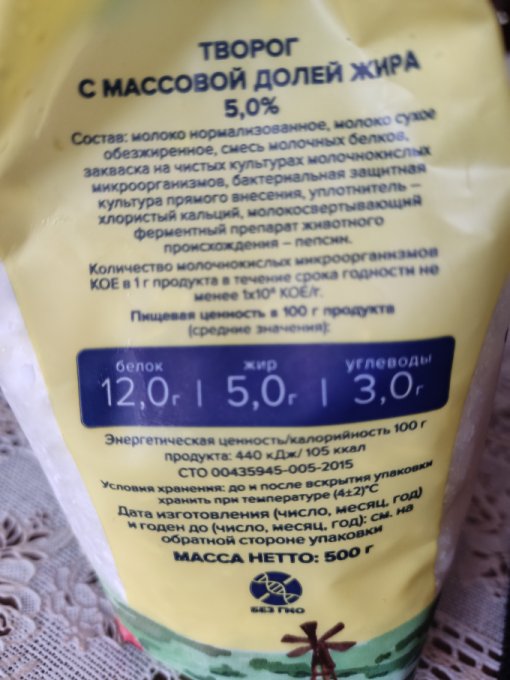 ТВОРОГ
С МАССОВОЙ ДОЛЕЙ ЖИРА
5,0%
Состав: молоко нормализованное, молоко сухое
обезжиренное, смесь молочных белков,
закваска на чистых культурах молочнокислых
микроорганизмов, бактериальная защитная
культура прямого внесения, уплотнитель –
хлористый кальций, молокосвертывающий
ферментный препарат животного
происхождения – пепсин.
Количество молочнокислых микроорганизмов
КОЕ в 1 г продукта в течение срока годности не
менее КОЕ/г.
Пищевая ценность в 100 г продукта
(средние значения):
белок жир углеводы
12,0г | 5,0г | 3,0г
Энергетическая ценность/калорийность 100 г
продукта: 440 кДж/ 105 ккал
СТО 00435945-005-2015
Условия хранения: до и после вскрытия упаковки
хранить при температуре (4±2)°С
Дата изготовления (число, месяц, год)
и годен до (число, месяц, год): см. на
обратной стороне упаковки
МАССА НЕТТО: 500 г
БЕЗ ГМО